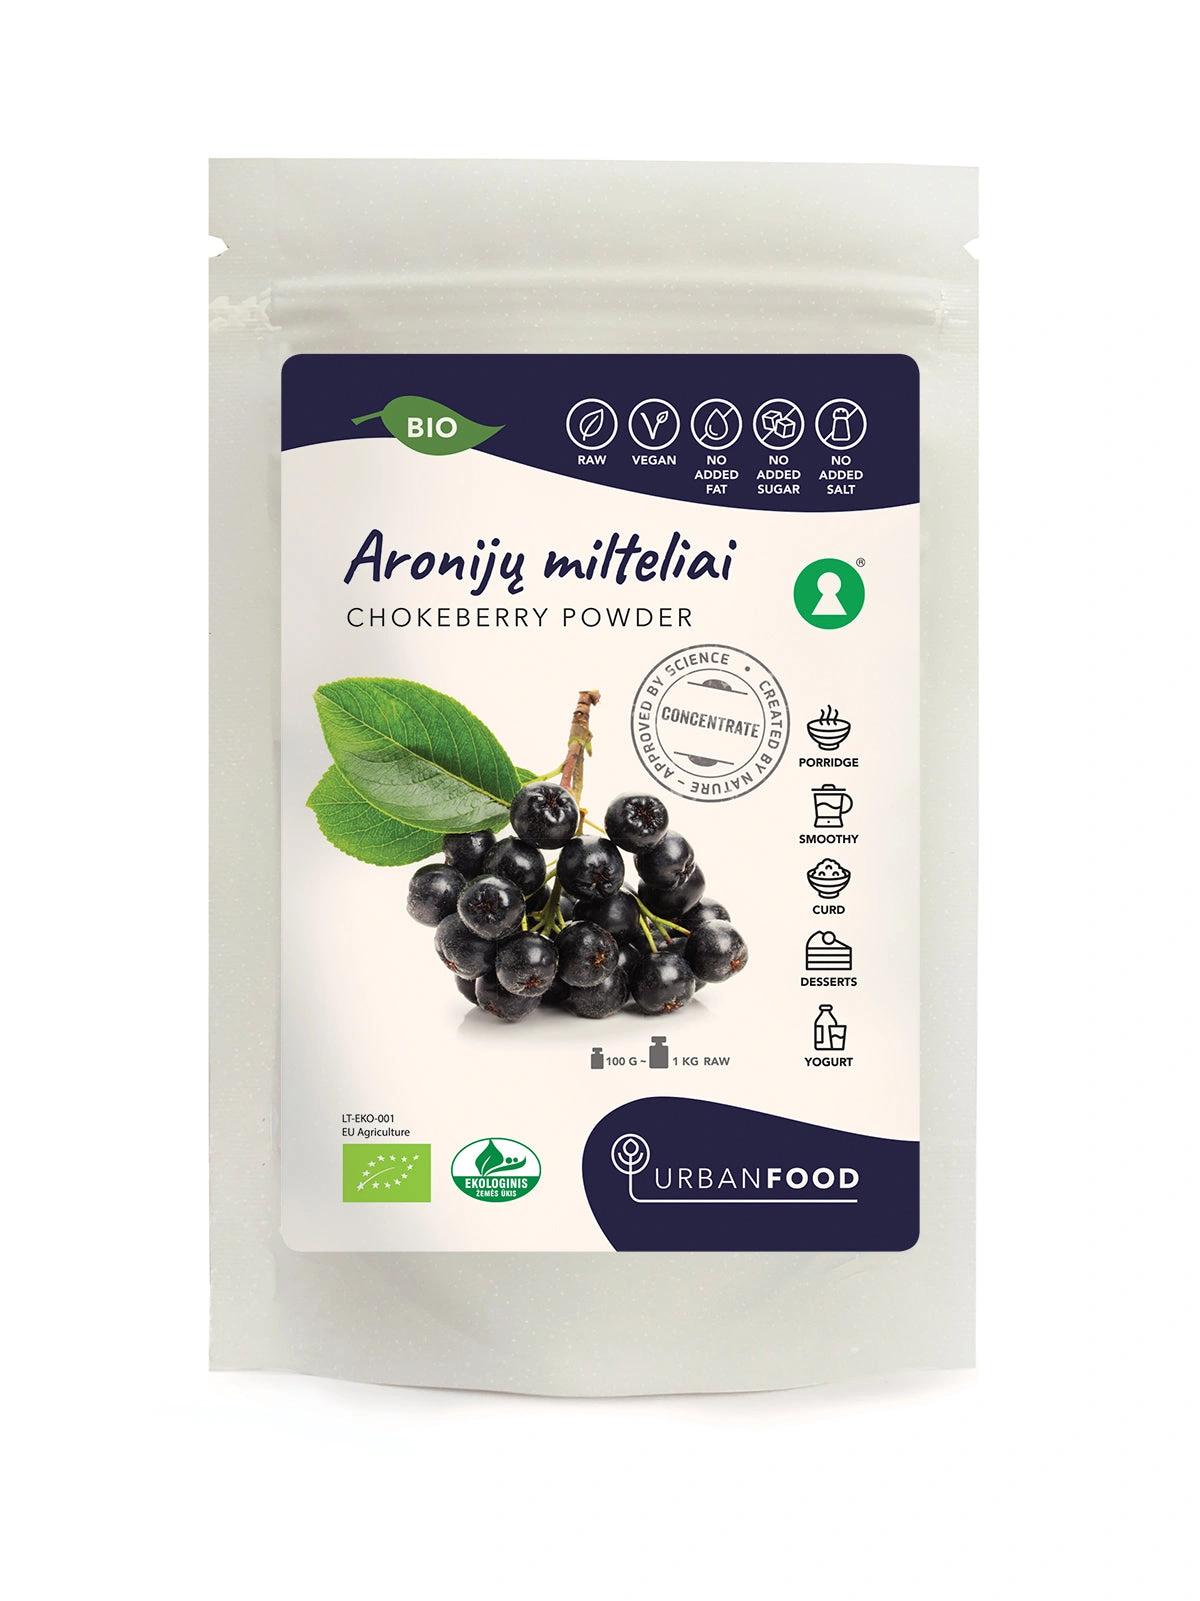 BIO
RAW
VEGAN
NO
ADDED
FAT
NO
ADDED
SUGAR
NO
ADDED
SALT
Aronijų milteliai
CHOKEBERRY POWDER
®
APPROVED BY SCIENCE • CREATED BY NATURE –
CONCENTRATE
PORRIDGE
SMOOTHY
CURD
DESSERTS
YOGURT
100 G ~ 1 KG RAW
LT-EKO-001
EU Agriculture
EKOLOGINIS
ŽEMĖS ŪKIS
URBANFOOD